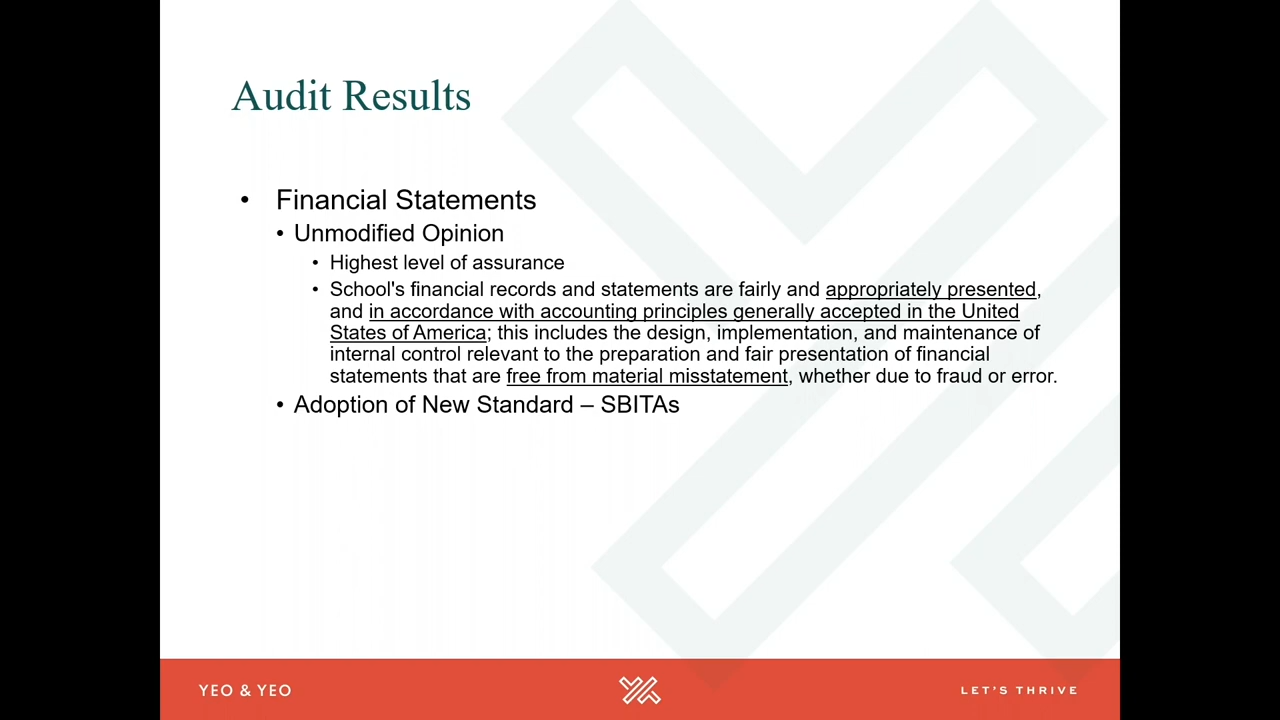 Audit Results
• Financial Statements
• Unmodified Opinion
• Highest level of assurance
• School's financial records and statements are fairly and appropriately presented,
and in accordance with accounting principles generally accepted in the United
States of America; this includes the design, implementation, and maintenance of
internal control relevant to the preparation and fair presentation of financial
statements that are free from material misstatement, whether due to fraud or error.
• Adoption of New Standard – SBITAs
YEO & YEO
LET'S THRIVE